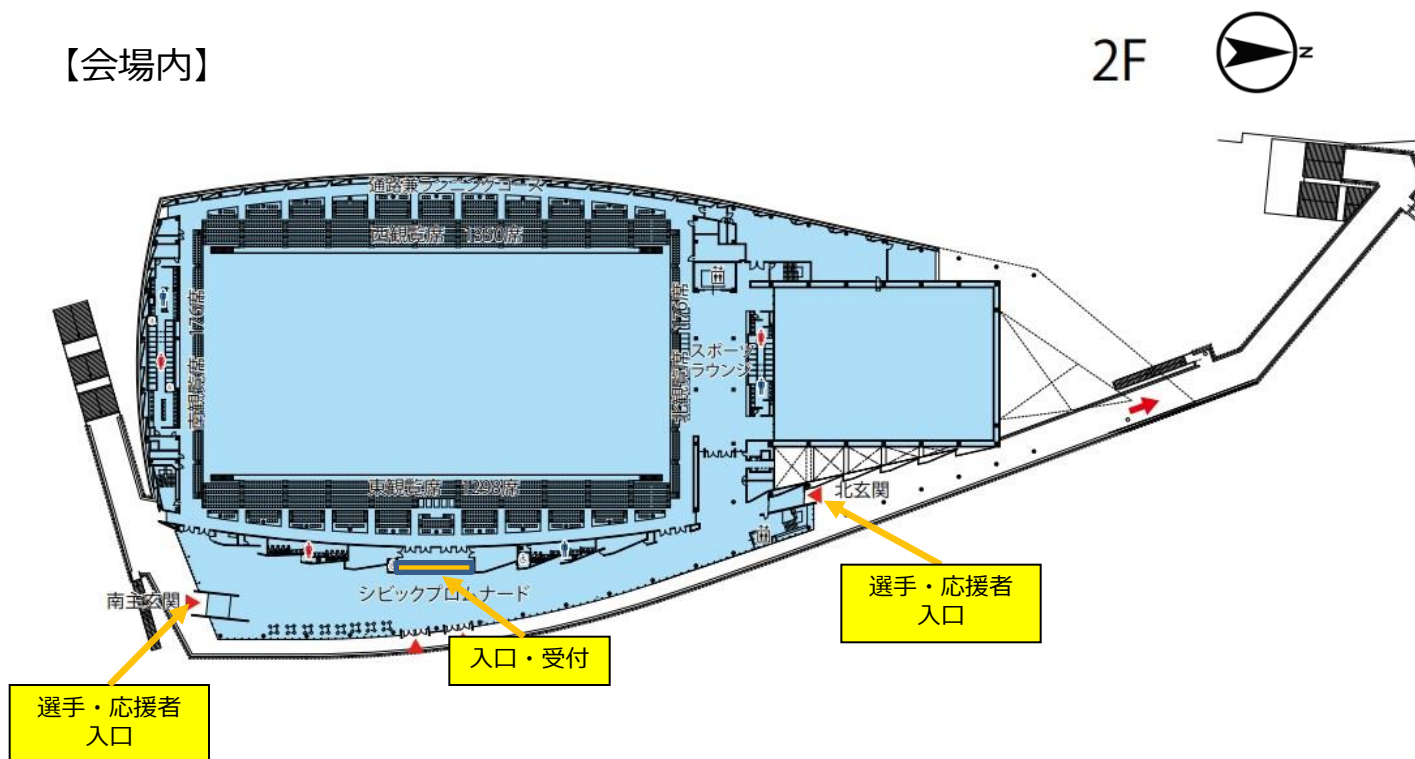 【会場内】
2F
N
通路兼ランニングコース
西観覧席　1350席
南観覧席　176席
北観覧席　176席
スポーツ
ラウンジ
東観覧席　1298席
北玄関
シビックプロムナード
南主玄関
選手・応援者
入口
入口・受付
選手・応援者
入口